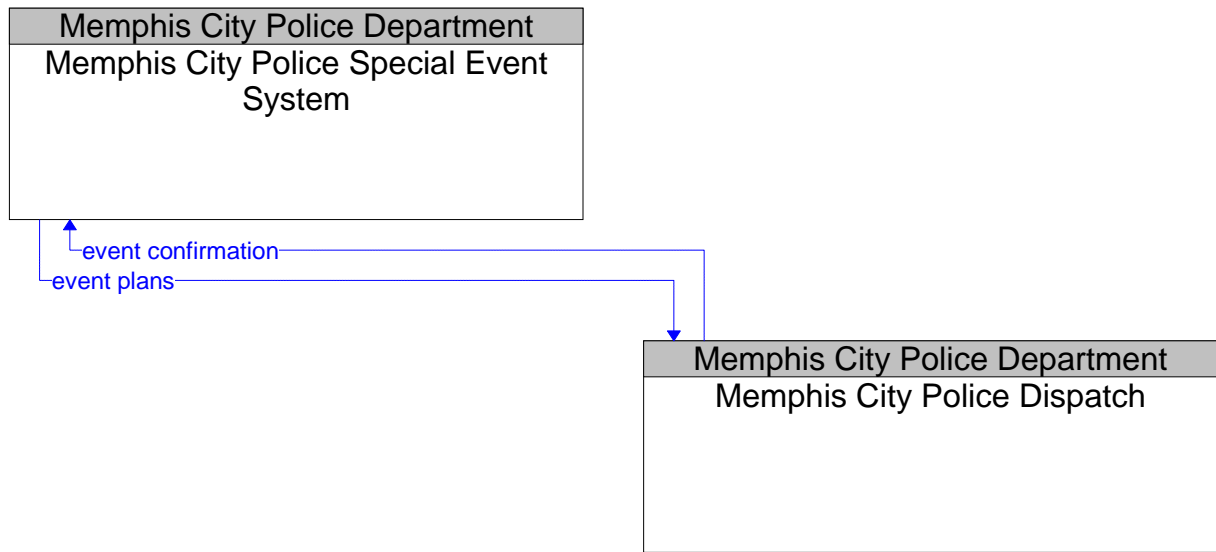 Memphis City Police Department
Memphis City Police Special Event
System
event confirmation
event plans
Memphis City Police Department
Memphis City Police Dispatch